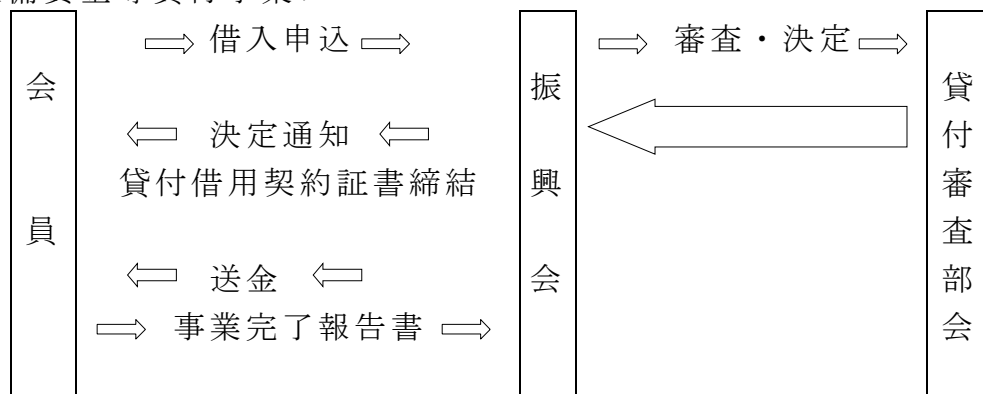 借入申込
審査・決定
会員
振興会
貸付審査部会
決定通知
貸付借用契約証書締結
送金
事業完了報告書